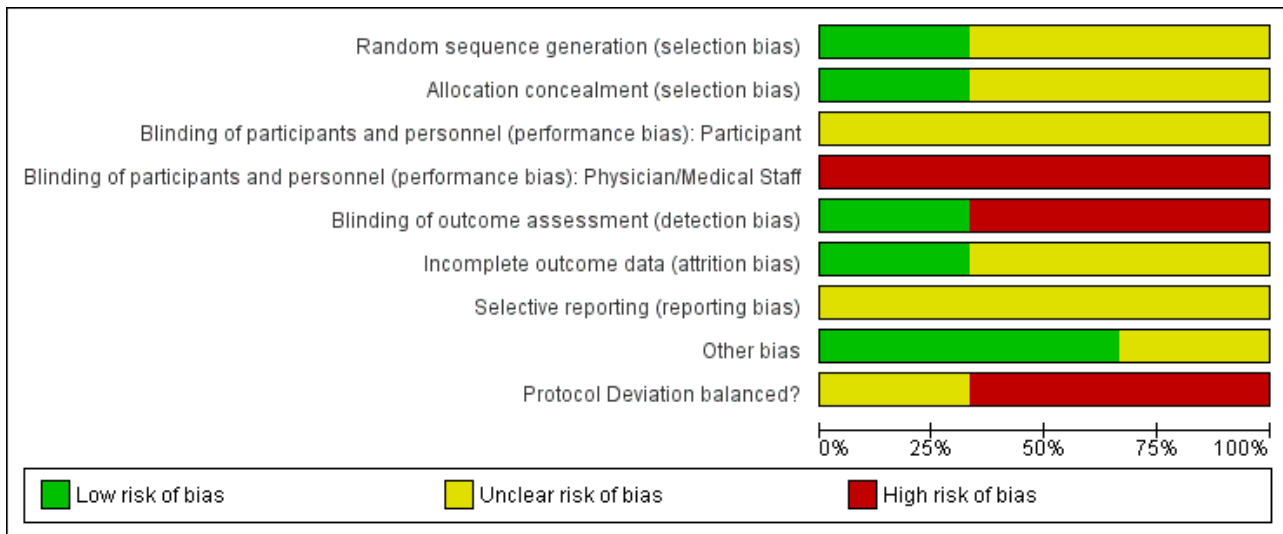 Random sequence generation (selection bias)
Allocation concealment (selection bias)
Blinding of participants and personnel (performance bias): Participant
Blinding of participants and personnel (performance bias): Physician/Medical Staff
Blinding of outcome assessment (detection bias)
Incomplete outcome data (attrition bias)
Selective reporting (reporting bias)
Other bias
Protocol Deviation balanced?
0% 25% 50% 75% 100%
Low risk of bias Unclear risk of bias High risk of bias